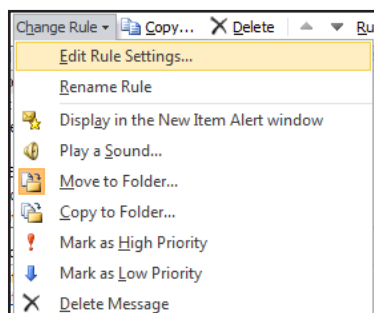 Change Rule Copy... Delete Ru
Edit Rule Settings...
Rename Rule
Display in the New Item Alert window
Play a Sound...
Move to Folder...
Copy to Folder...
Mark as High Priority
Mark as Low Priority
Delete Message